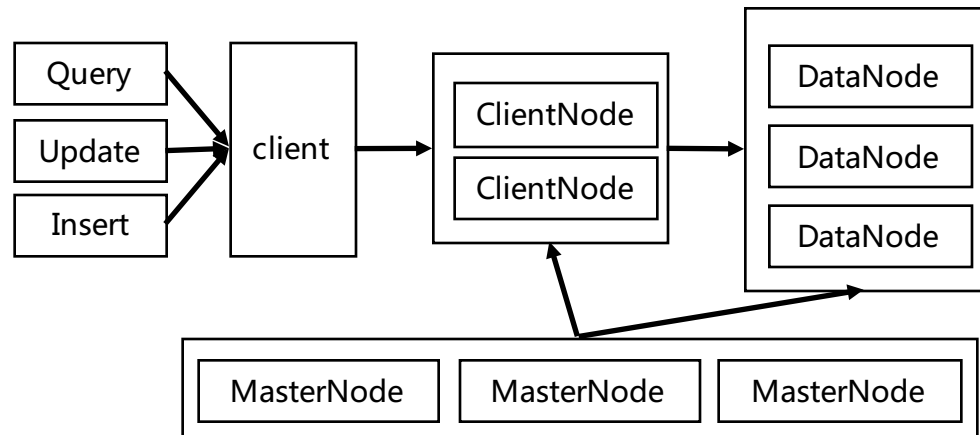 Query
Update
Insert
client
ClientNode
ClientNode
DataNode
DataNode
DataNode
MasterNode
MasterNode
MasterNode